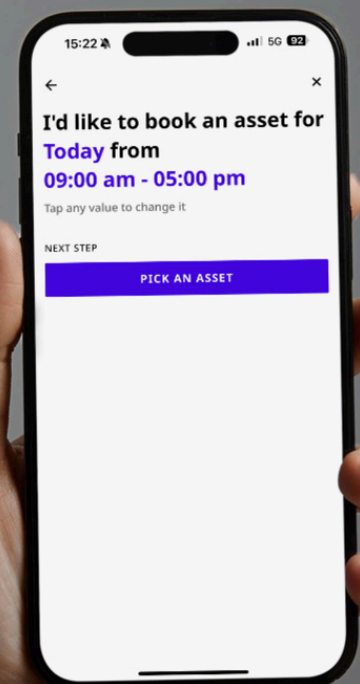 15:22 5G 92
I'd like to book an asset for
Today from
09:00 am - 05:00 pm
Tap any value to change it
NEXT STEP
PICK AN ASSET